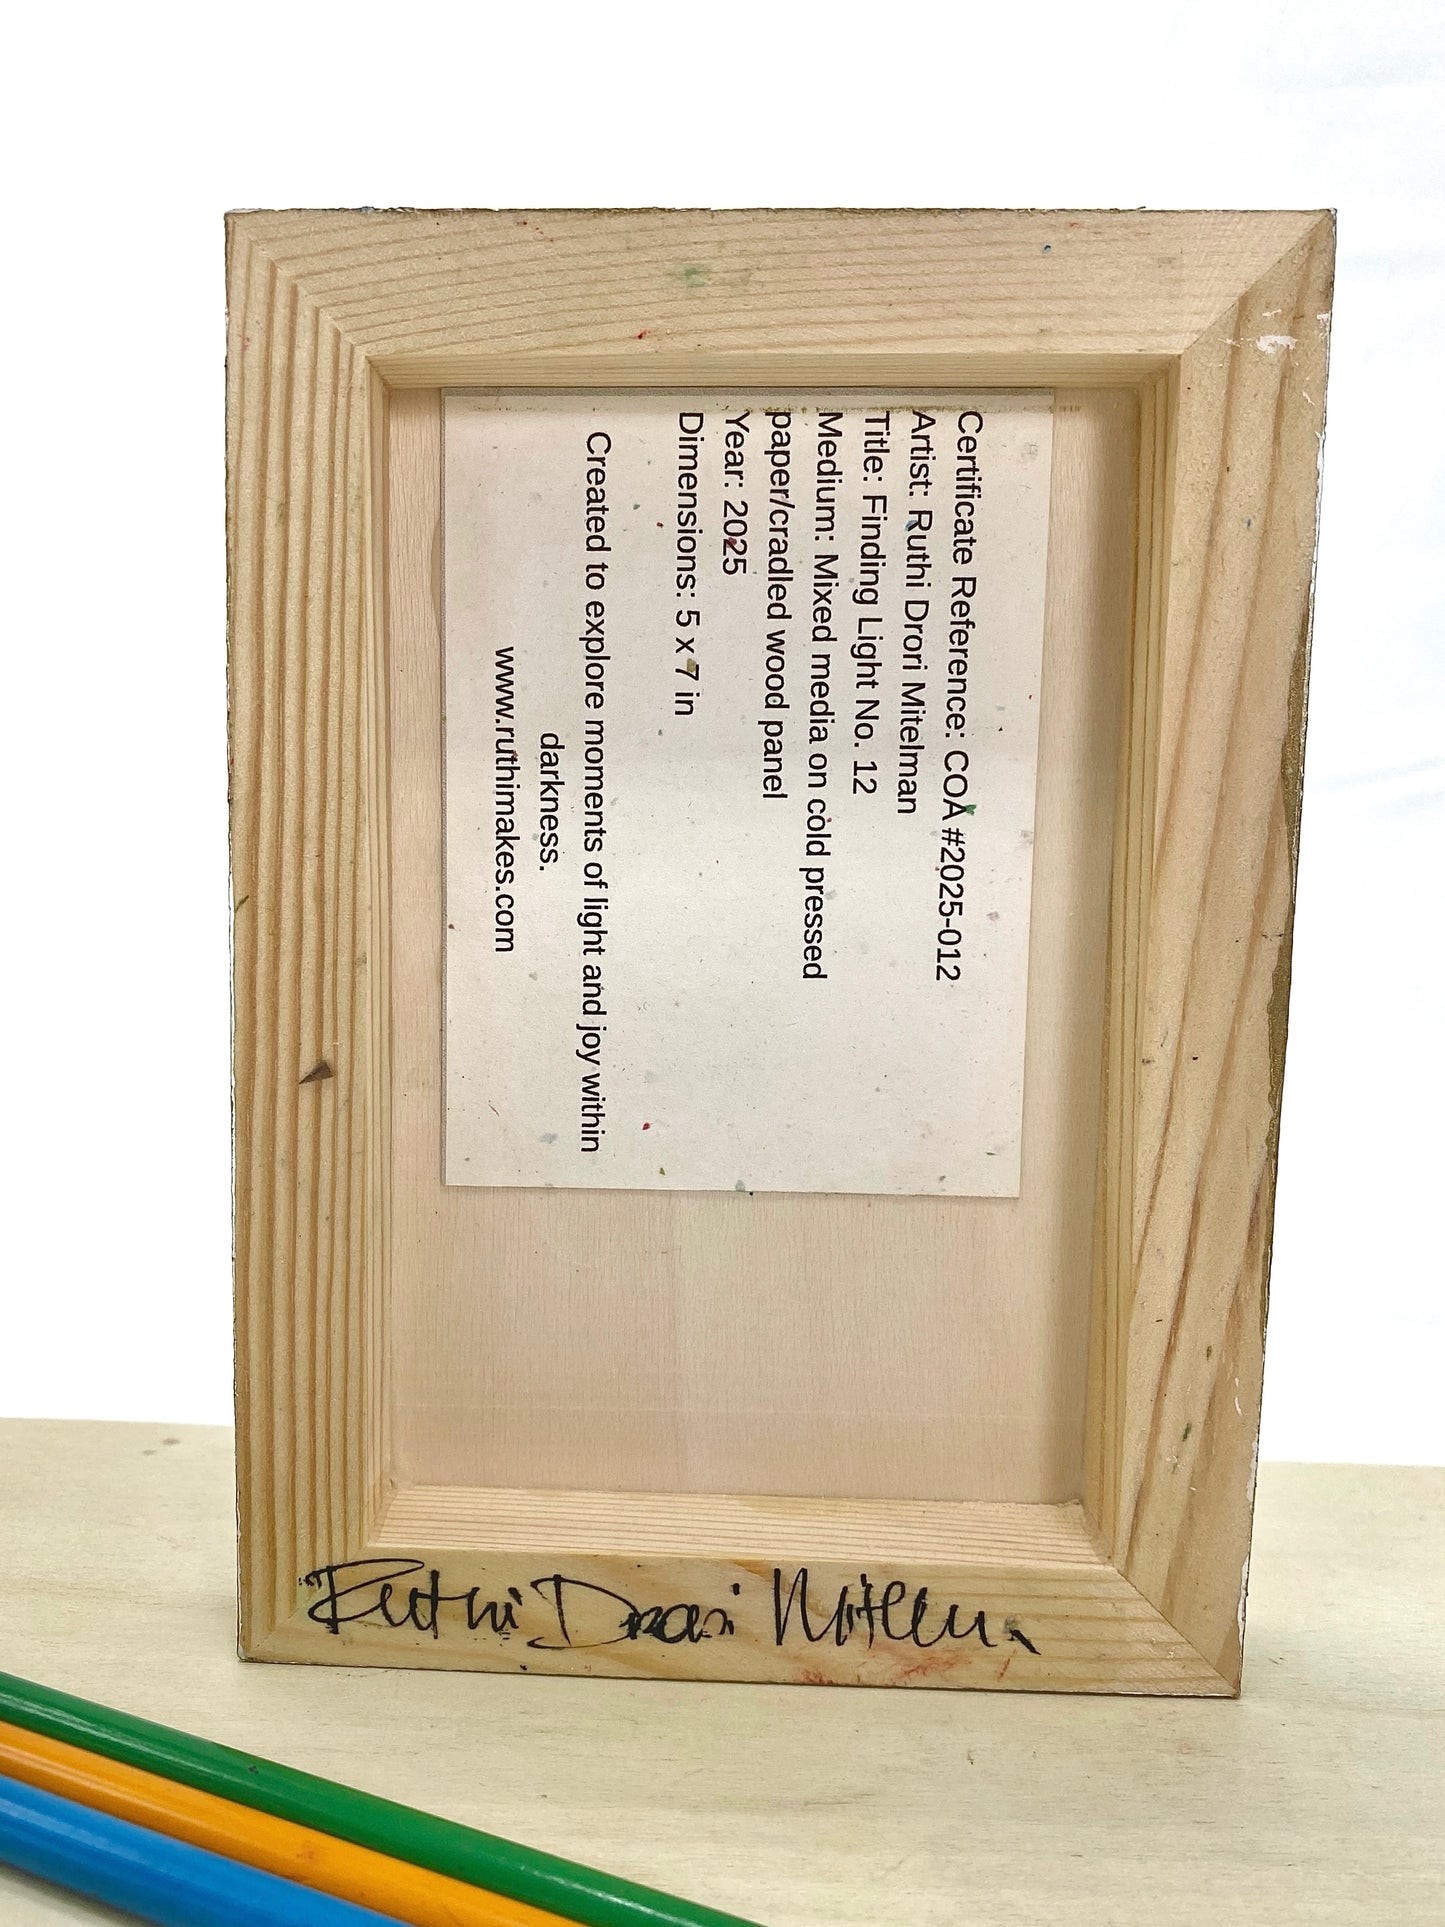 Certificate Reference: COA #2025-012
Artist: Ruthi Drori Mitelman
Title: Finding Light No. 12
Medium: Mixed media on cold pressed
paper/cradled wood panel
Year: 2025
Dimensions: 5 x 7 in
Created to explore moments of light and joy within
darkness.
www.ruthimakes.com
Ruthi Drori